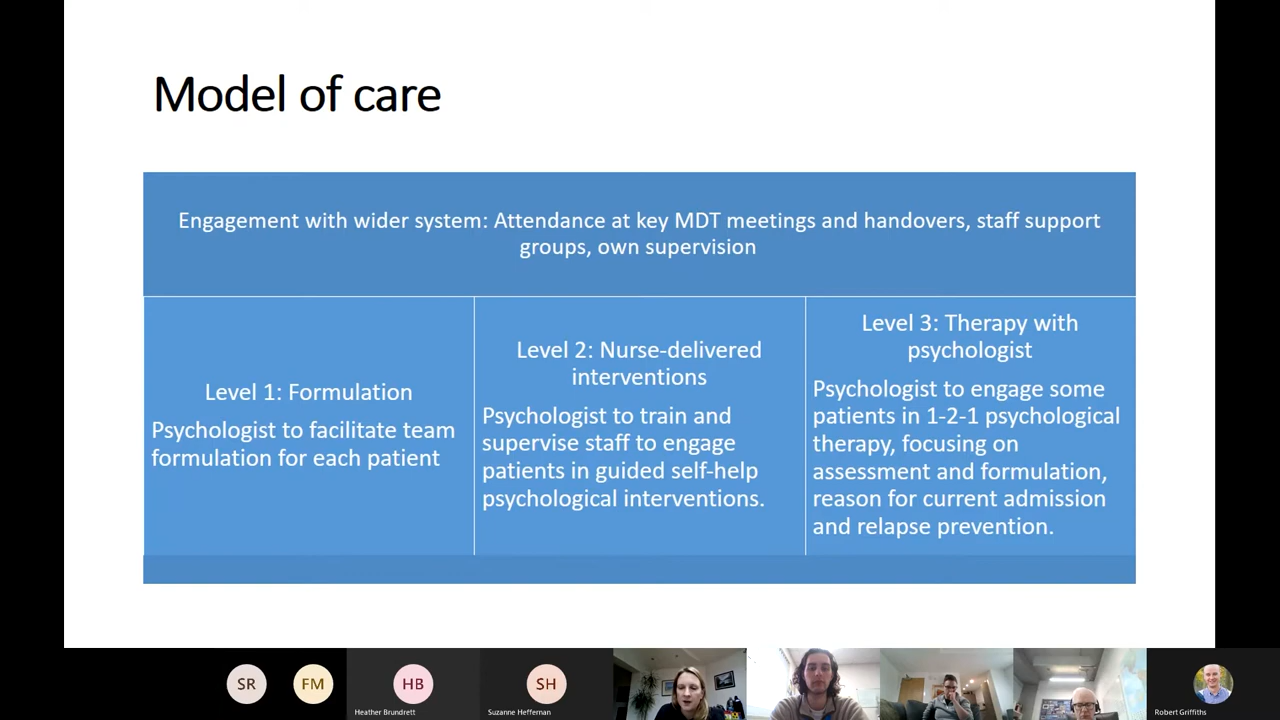 Model of care
Engagement with wider system: Attendance at key MDT meetings and handovers, staff support
groups, own supervision
Level 1: Formulation
Psychologist to facilitate team
formulation for each patient
Level 2: Nurse-delivered
interventions
Psychologist to train and
supervise staff to engage
patients in guided self-help
psychological interventions.
Level 3: Therapy with
psychologist
Psychologist to engage some
patients in 1-2-1 psychological
therapy, focusing on
assessment and formulation,
reason for current admission
and relapse prevention.
SR
FM
HB
Heather Brundrett
SH
Suzanne Heffernan
Robert Griffiths